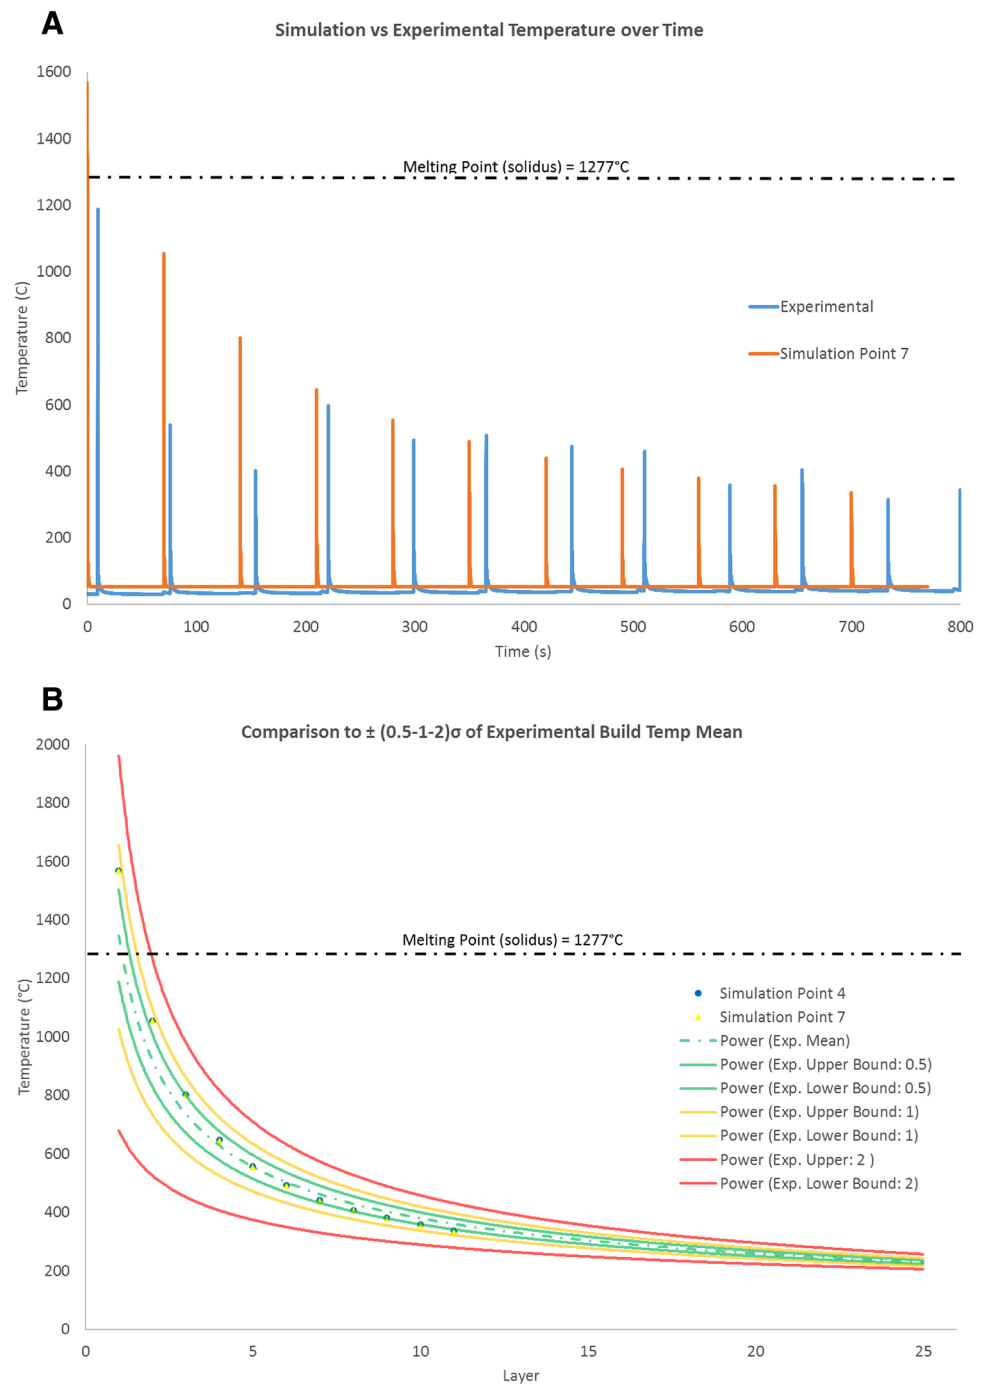 A
Simulation vs Experimental Temperature over Time
1600
1400
Melting Point (solidus) = 1277°C
1200
1000
Experimental
800
Simulation Point 7
600
400
200
0
Temperature (C)
0 100 200 300 400 500 600 700 800
Time (s)
B
Comparison to ± (0.5-1-2)σ of Experimental Build Temp Mean
2000
1800
1600
1400
Melting Point (solidus) = 1277°C
1200
1000
800
600
400
200
0
Temperature (°C)
Simulation Point 4
Simulation Point 7
Power (Exp. Mean)
Power (Exp. Upper Bound: 0.5)
Power (Exp. Lower Bound: 0.5)
Power (Exp. Upper Bound: 1)
Power (Exp. Lower Bound: 1)
Power (Exp. Upper: 2 )
Power (Exp. Lower Bound: 2)
0 5 10 15 20 25
Layer